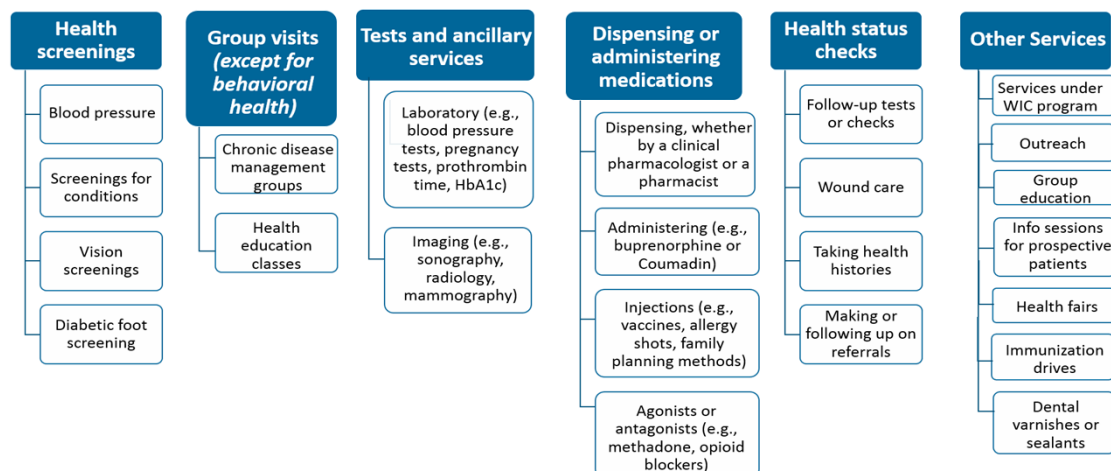 Health
screenings
Blood pressure
Screenings for
conditions
Vision
screenings
Diabetic foot
screening
Group visits
(except for
behavioral
health)
Chronic disease
management
groups
Health
education
classes
Tests and ancillary
services
Laboratory (e.g.,
blood pressure
tests, pregnancy
tests, prothrombin
time, HbA1c)
Imaging (e.g.,
sonography,
radiology,
mammography)
Dispensing or
administering
medications
Dispensing, whether
by a clinical
pharmacologist or a
pharmacist
Administering (e.g.,
buprenorphine or
Coumadin)
Injections (e.g.,
vaccines, allergy
shots, family
planning methods)
Agonists or
antagonists (e.g.,
methadone, opioid
blockers)
Health status
checks
Follow-up tests
or checks
Wound care
Taking health
histories
Making or
following up on
referrals
Other Services
Services under
WIC program
Outreach
Group
education
Info sessions
for prospective
patients
Health fairs
Immunization
drives
Dental
varnishes or
sealants